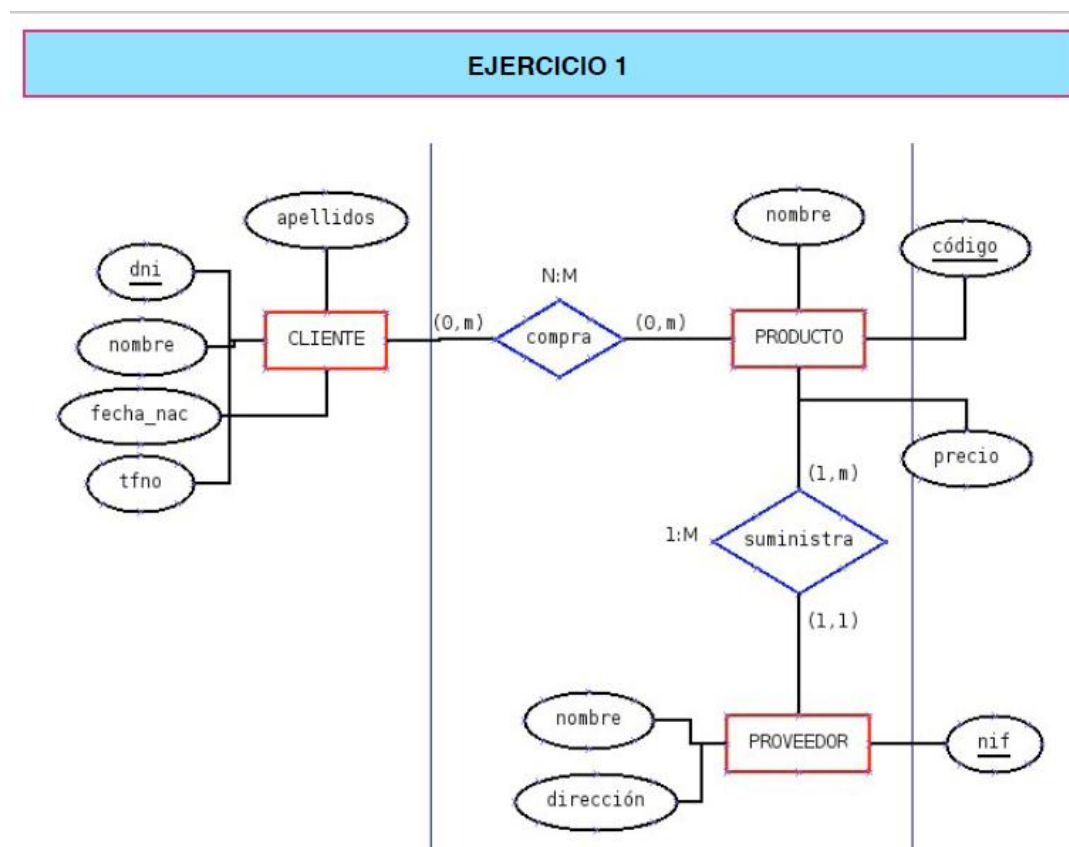 EJERCICIO 1
nombre
apellidos
código
dni
N:M
(0,m)
(0,m)
CLIENTE
compra
PRODUCTO
nombre
fecha_nac
precio
(1,m)
tfno
1:M
suministra
(1,1)
nombre
PROVEEDOR
nif
dirección